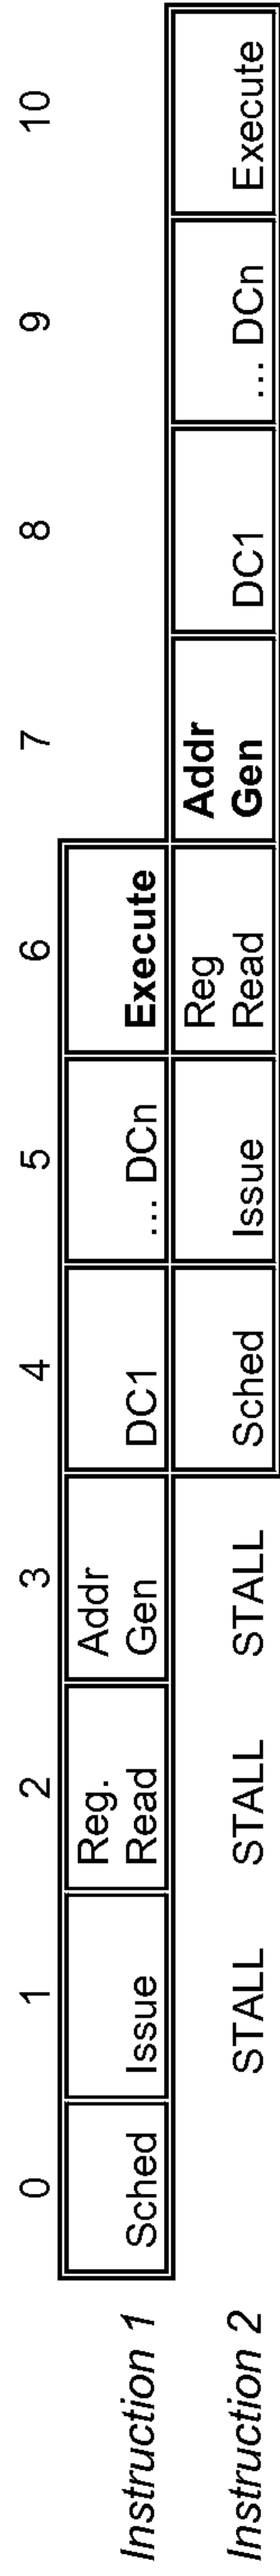 0 1 2 3 4 5 6 7 8 9 10
Instruction 1 Sched Issue Reg. Read Addr Gen DC1 ... DCn Execute
Instruction 2 STALL STALL STALL Sched Issue Reg Read Addr Gen DC1 ... DCn Execute